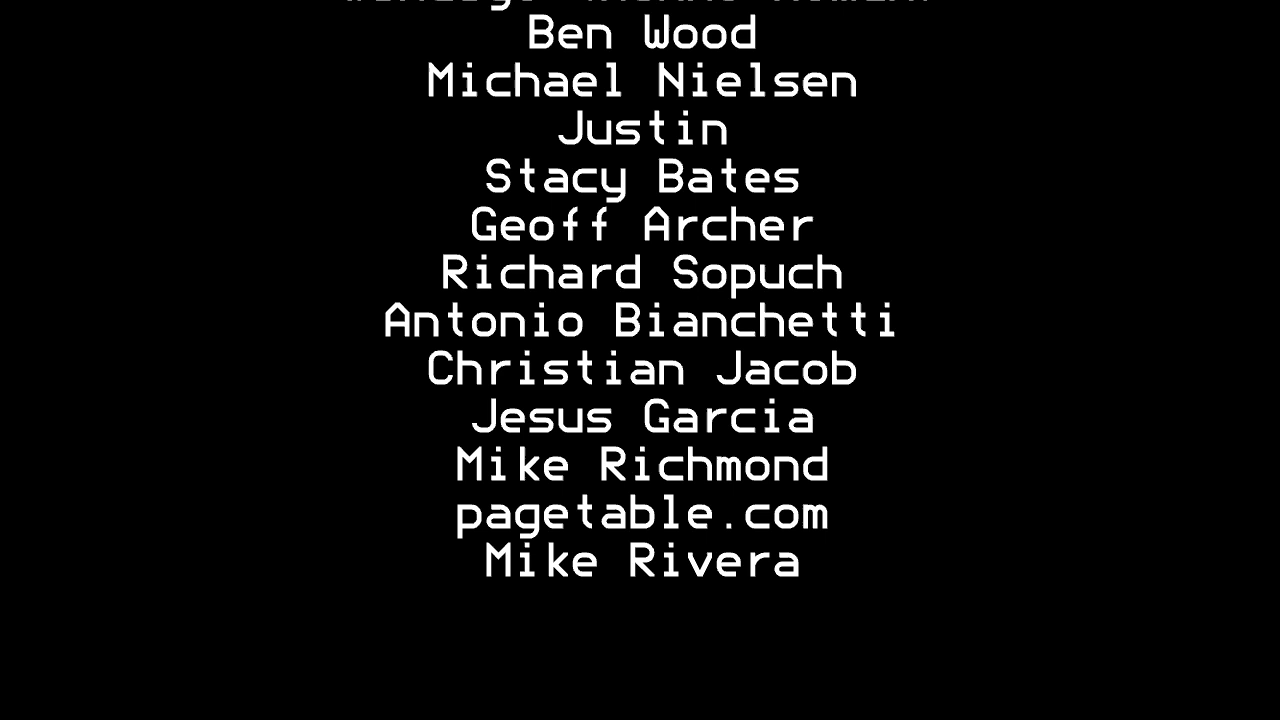 Ben Wood
Michael Nielsen
Justin
Stacy Bates
Geoff Archer
Richard Sopuch
Antonio Bianchetti
Christian Jacob
Jesus Garcia
Mike Richmond
pagetable.com
Mike Rivera